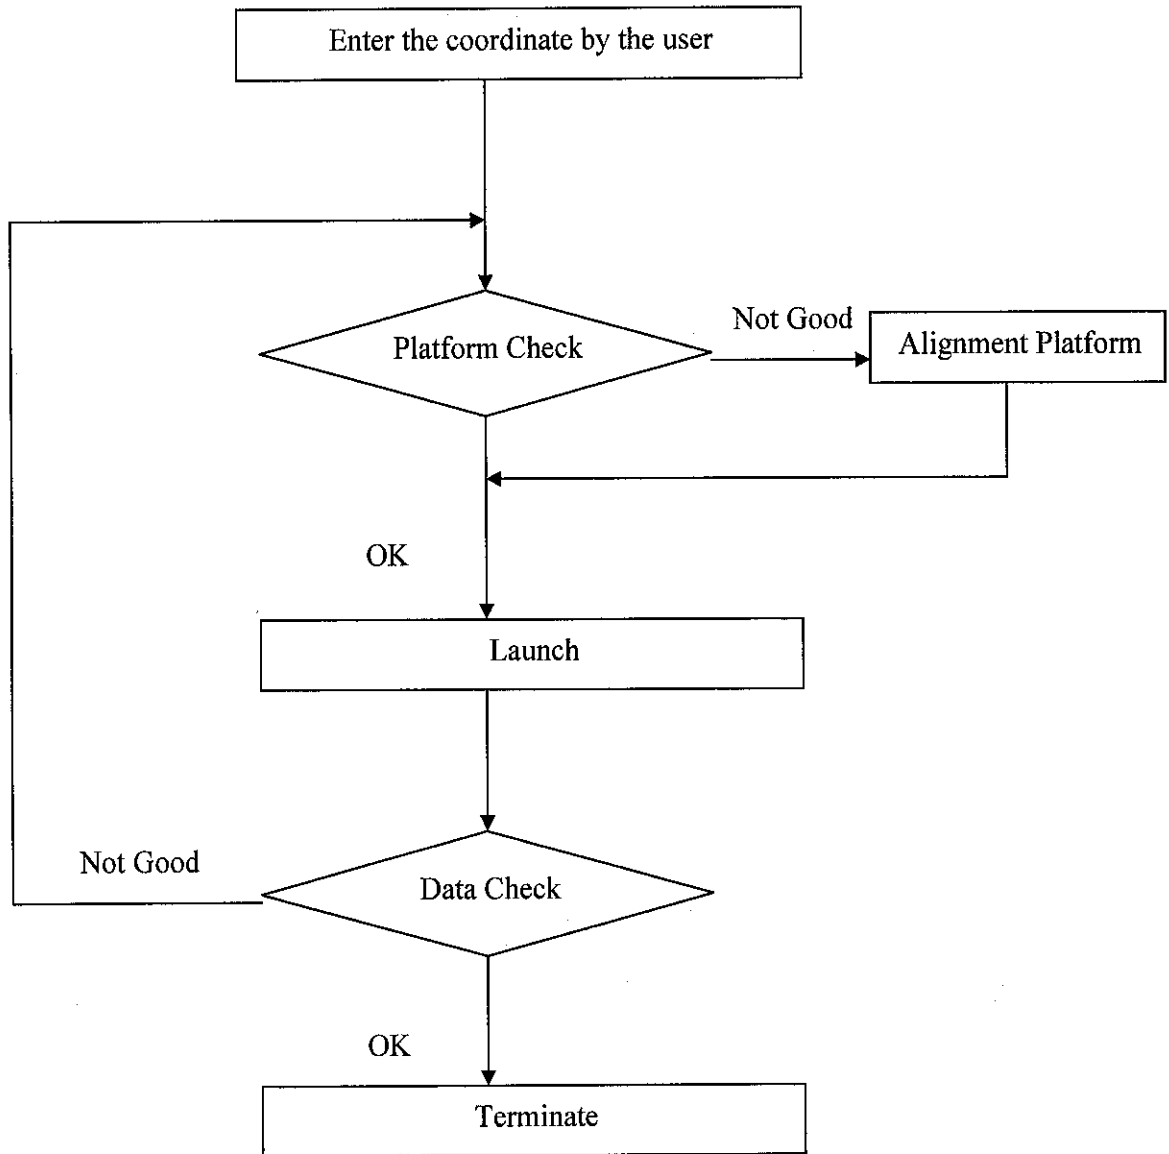 Enter the coordinate by the user
Platform Check
Not Good
Alignment Platform
OK
Launch
Not Good
Data Check
OK
Terminate